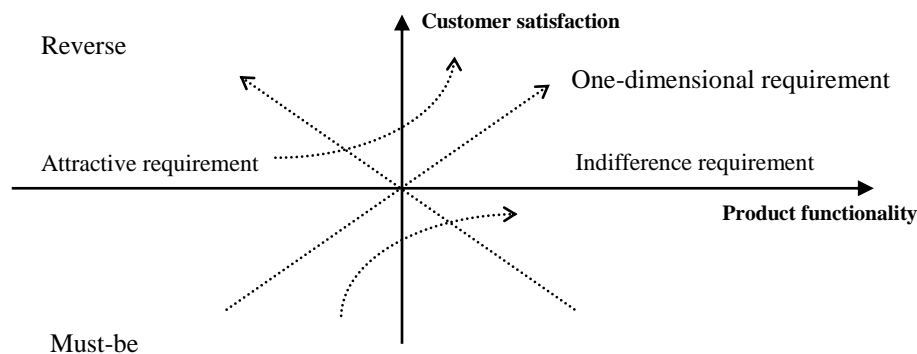 Customer satisfaction
Reverse
One-dimensional requirement
Attractive requirement
Indifference requirement
Product functionality
Must-be